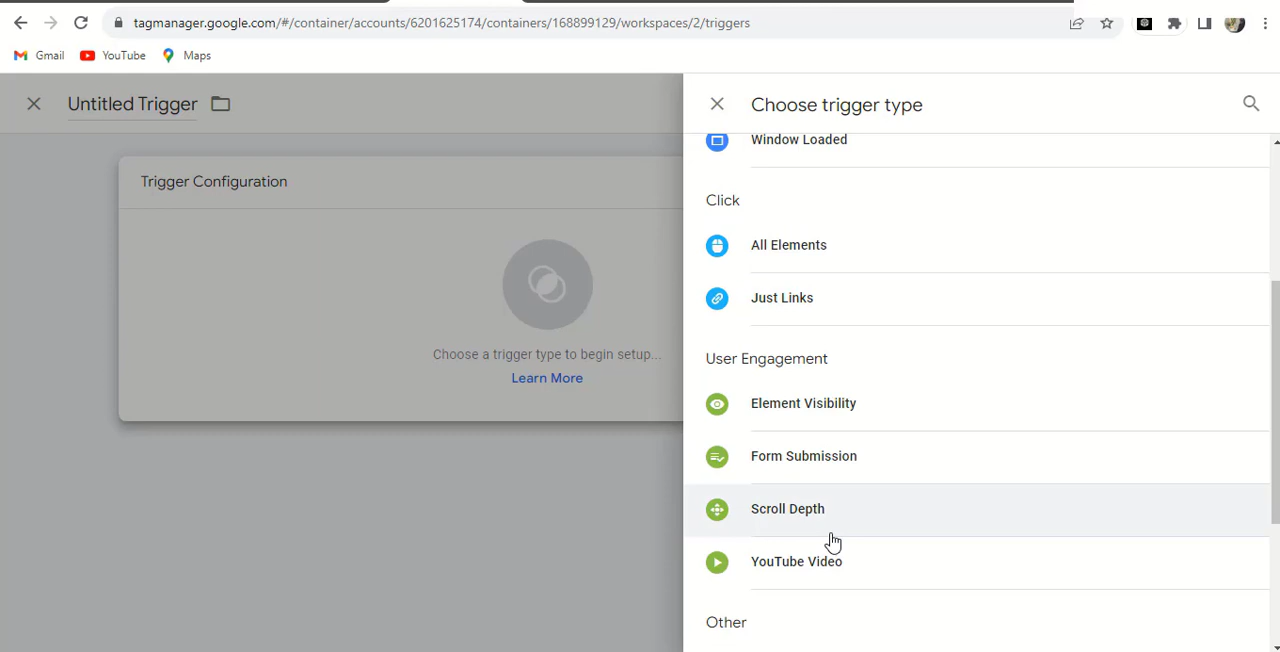 tagmanager.google.com/#/container/accounts/6201625174/containers/168899129/workspaces/2/triggers
Gmail YouTube Maps
Untitled Trigger
Choose trigger type
Trigger Configuration
Choose a trigger type to begin setup...
Learn More
Window Loaded
Click
All Elements
Just Links
User Engagement
Element Visibility
Form Submission
Scroll Depth
YouTube Video
Other